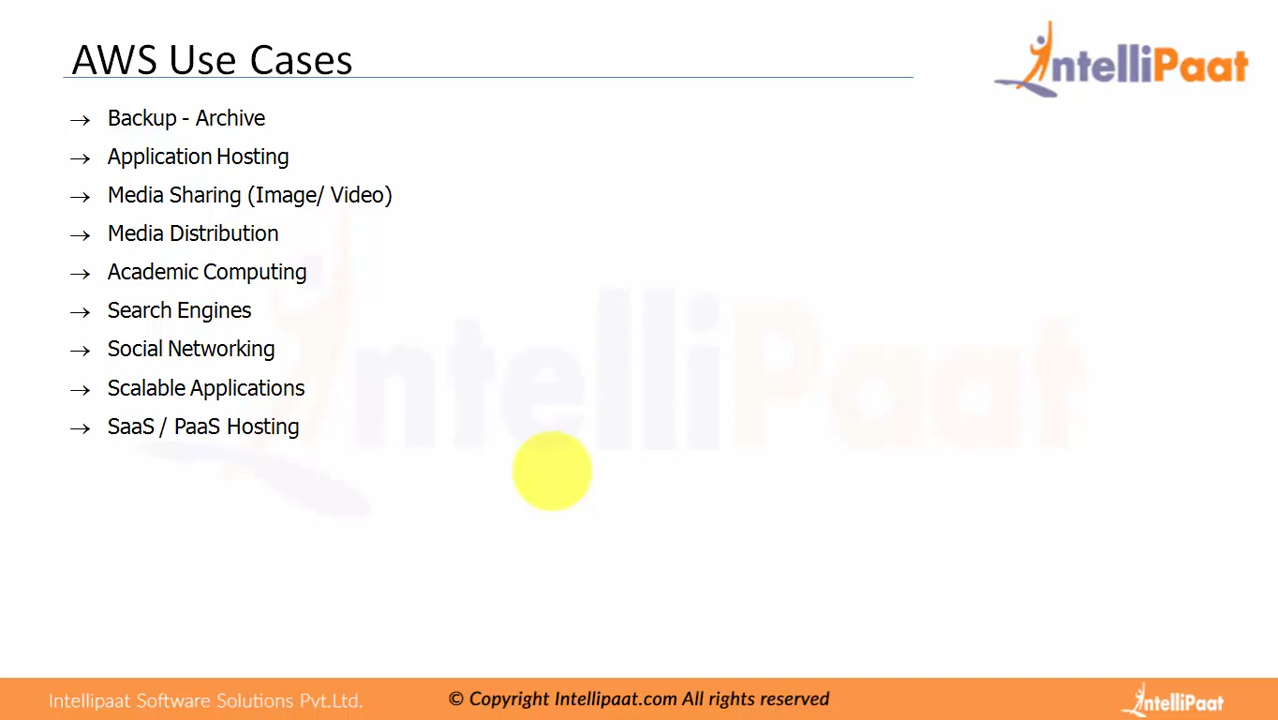 AWS Use Cases
IntelliPaat
→ Backup - Archive
→ Application Hosting
→ Media Sharing (Image/ Video)
→ Media Distribution
→ Academic Computing
→ Search Engines
→ Social Networking
→ Scalable Applications
→ SaaS / PaaS Hosting
IntelliPaat
Intellipaat Software Solutions Pvt.Ltd.
© Copyright Intellipaat.com All rights reserved
IntelliPaat